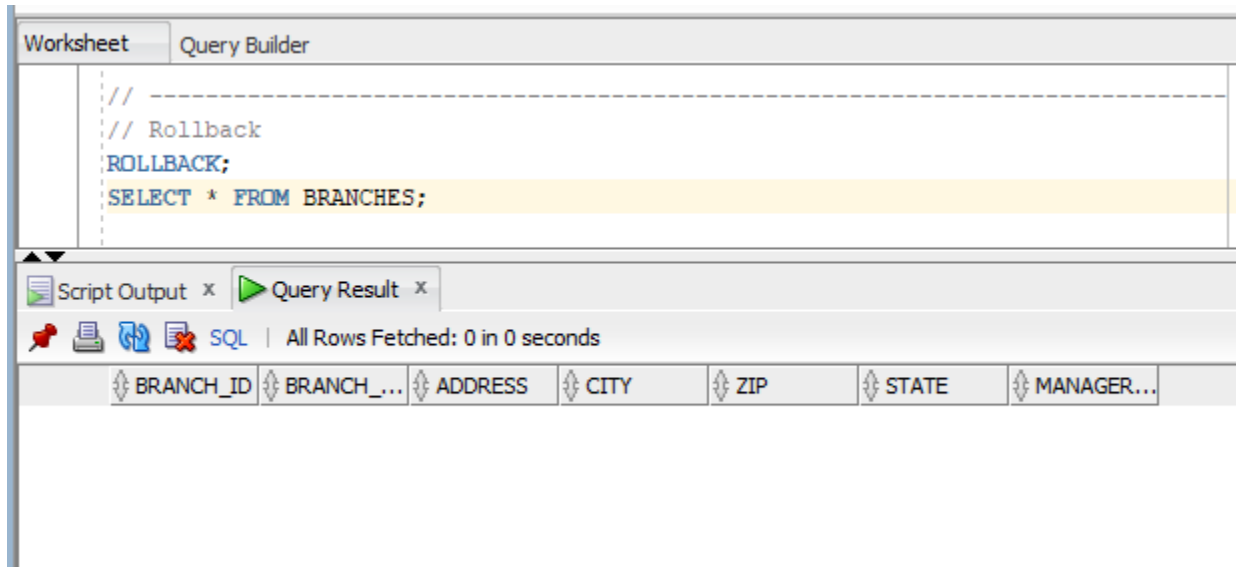 Worksheet Query Builder
// -----------------------------------------------------------------------------
// Rollback
ROLLBACK;
SELECT * FROM BRANCHES;
Script Output x Query Result x
SQL | All Rows Fetched: 0 in 0 seconds
BRANCH_ID BRANCH_... ADDRESS CITY ZIP STATE MANAGER...